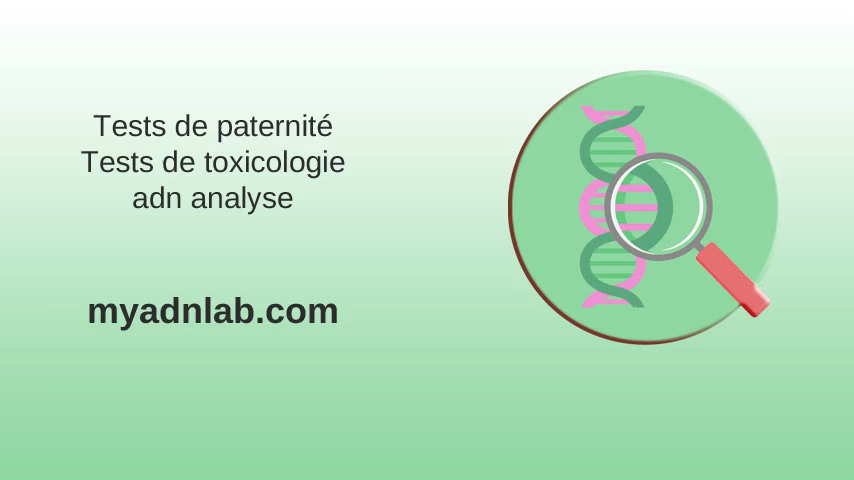 Tests de paternité
Tests de toxicologie
adn analyse
myadnlab.com